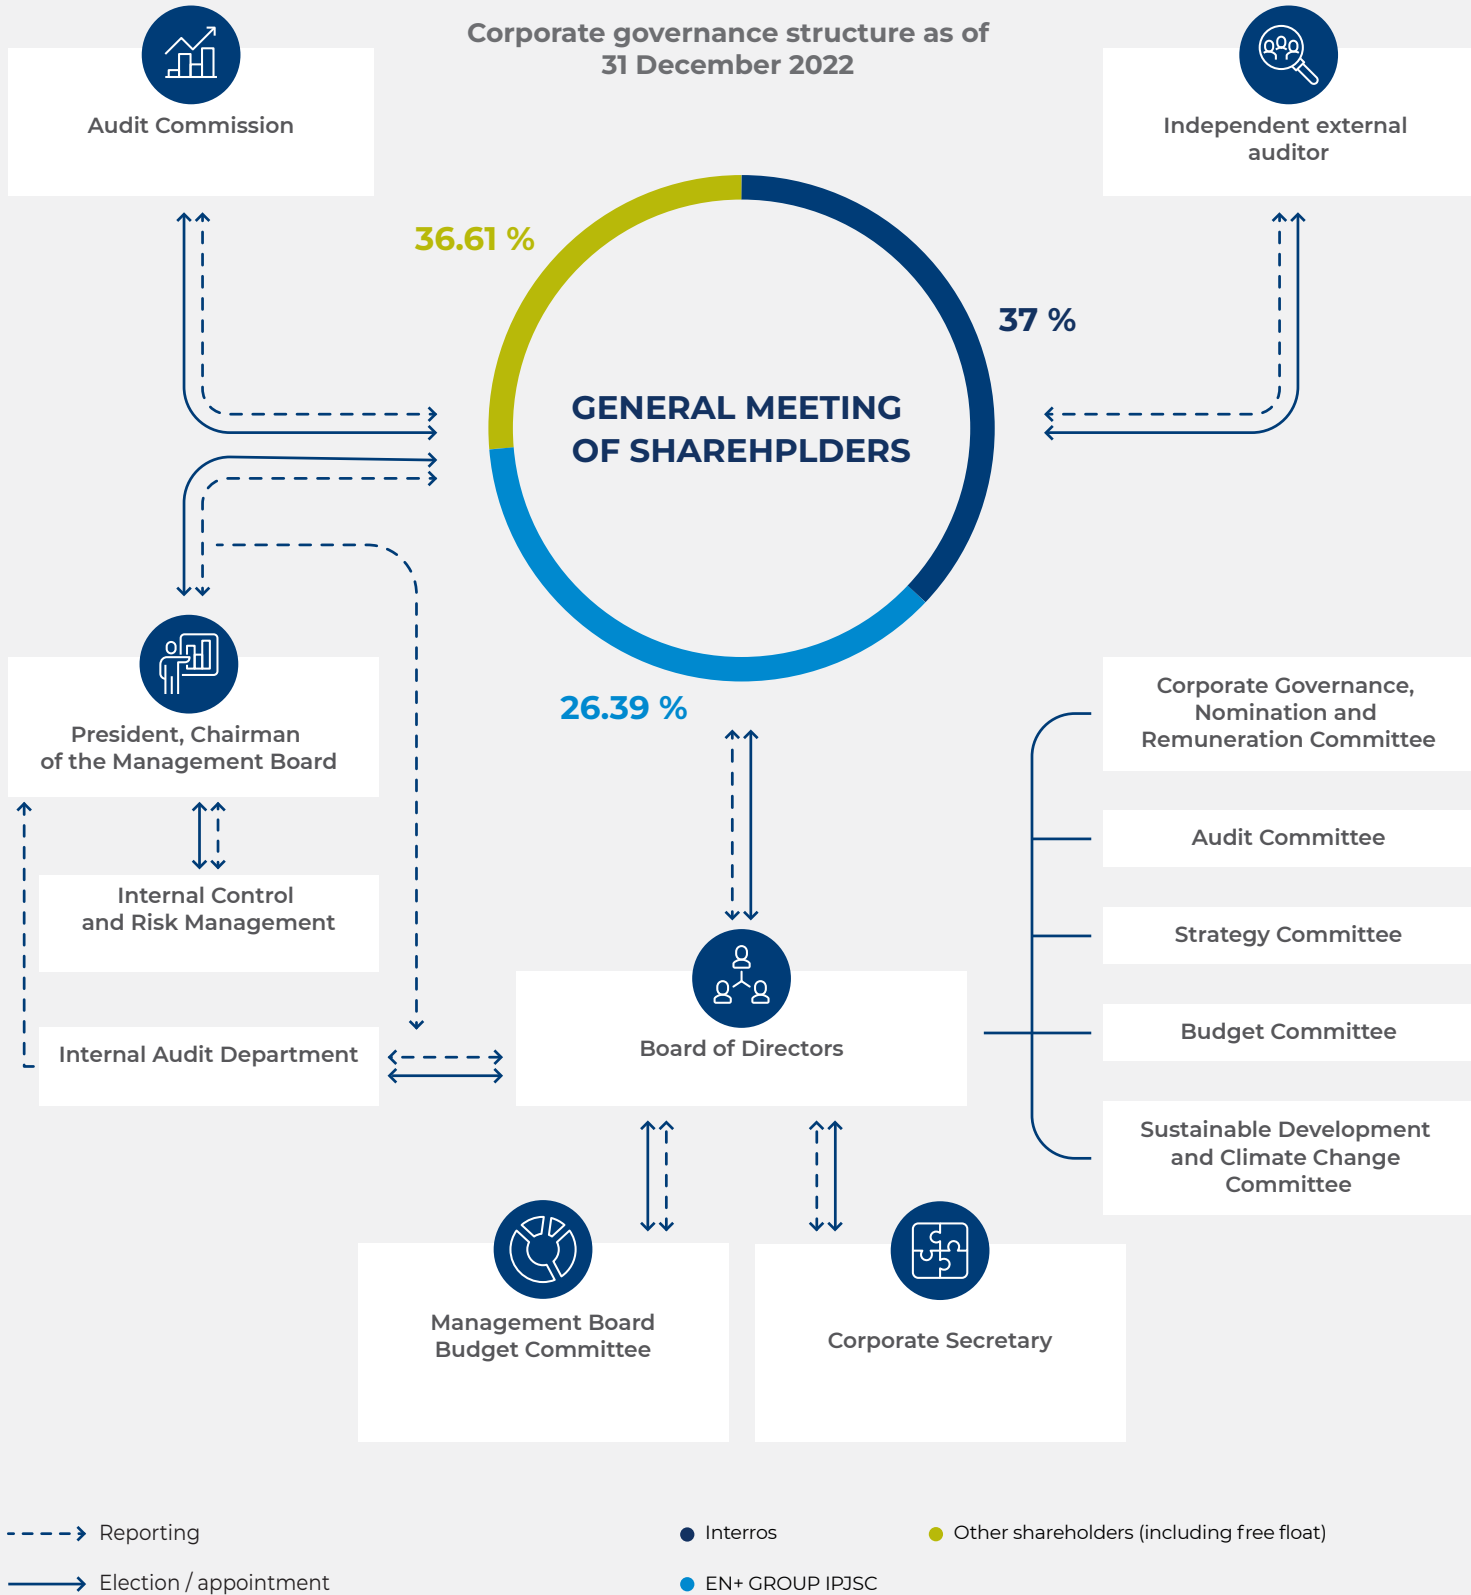 Corporate governance structure as of
31 December 2022
Audit Commission
Independent external
auditor
36.61 %
37 %
GENERAL MEETING
OF SHAREHPLDERS
26.39 %
President, Chairman
of the Management Board
Internal Control
and Risk Management
Internal Audit Department
Board of Directors
Corporate Governance,
Nomination and
Remuneration Committee
Audit Committee
Strategy Committee
Budget Committee
Sustainable Development
and Climate Change
Committee
Management Board
Budget Committee
Corporate Secretary
Reporting
Election / appointment
Interros
EN+ GROUP IPJSC
Other shareholders (including free float)